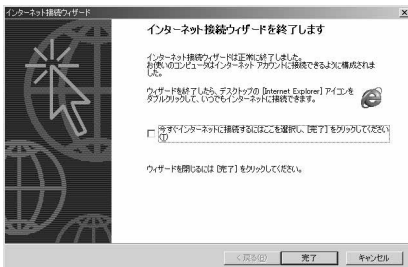 インターネット接続ウィザード
インターネット接続ウィザードを終了します
インターネット接続ウィザードは正常に終了しました。
お使いのコンピュータはインターネット アカウントに接続できるように構成されま
した。
ウィザードを終了したら、デスクトップの [Internet Explorer] アイコンを
ダブルクリックして、いつでもインターネットに接続できます。
今すぐインターネットに接続するにはここを選択し、[完了] をクリックしてください
(I)
ウィザードを閉じるには [完了] をクリックしてください。
< 戻る(B) 完了 キャンセル